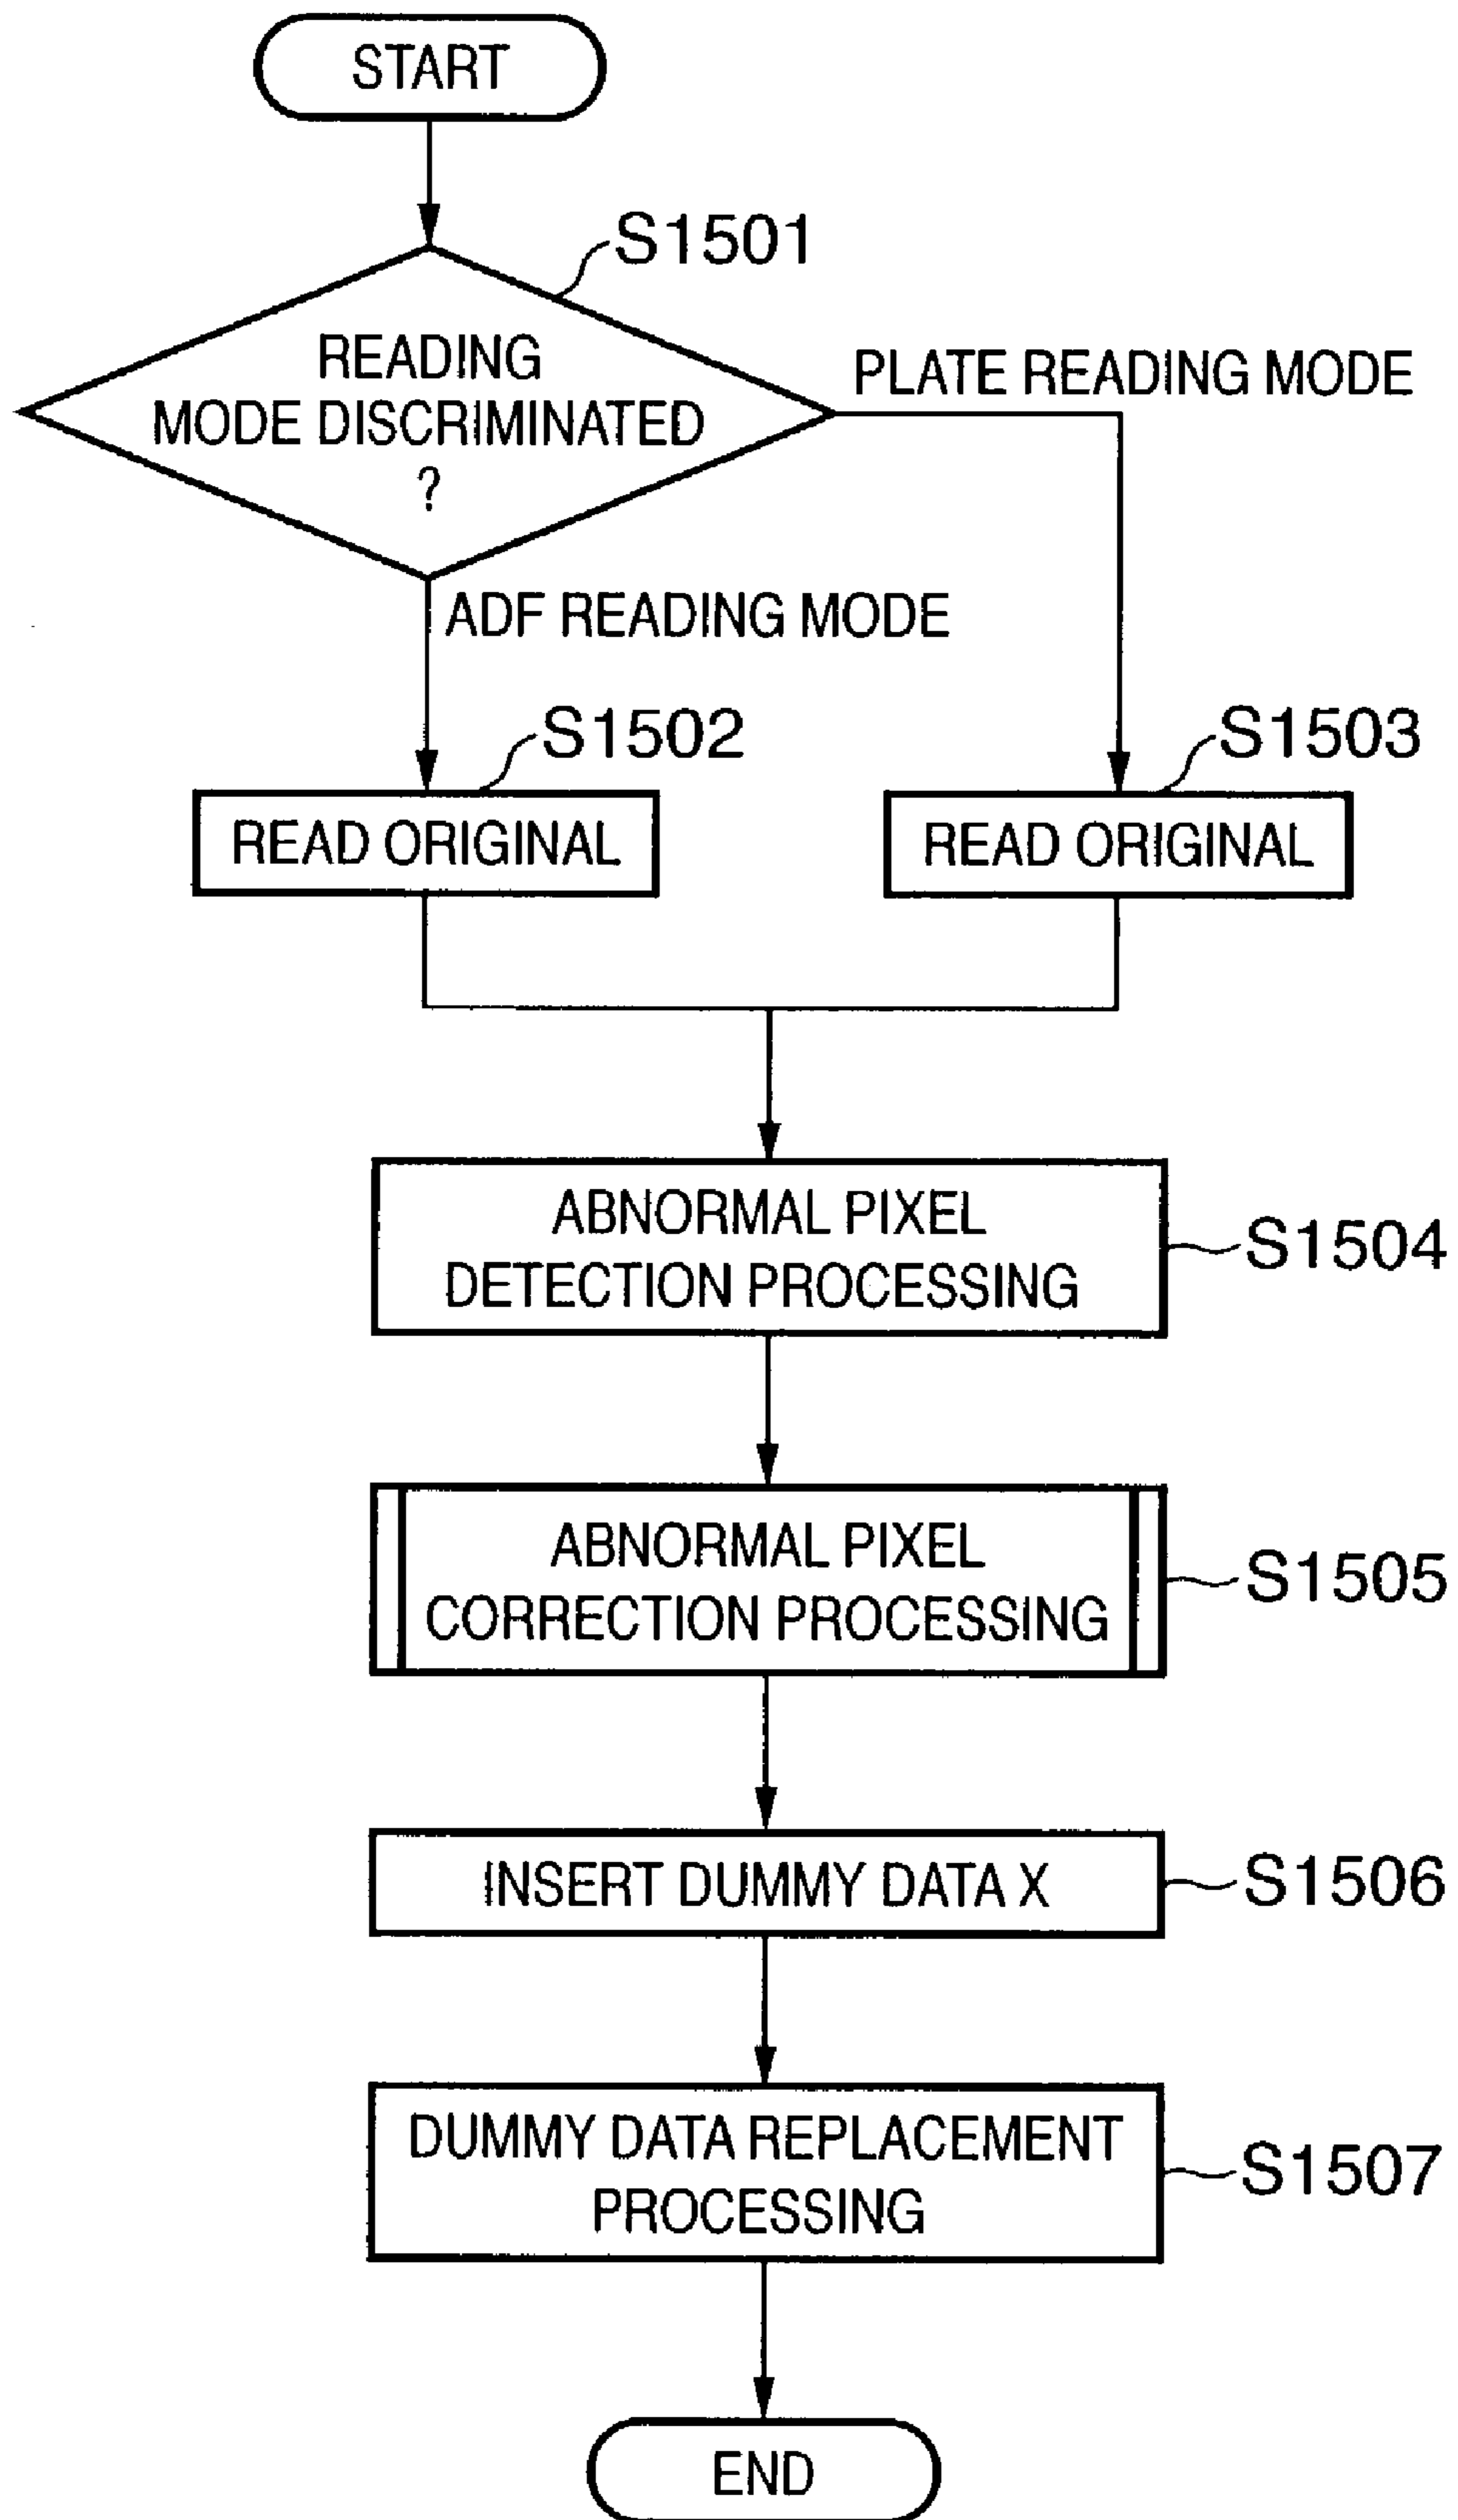 START
S1501
READING
MODE DISCRIMINATED
?
PLATE READING MODE
ADF READING MODE
S1502
S1503
READ ORIGINAL
READ ORIGINAL
ABNORMAL PIXEL
DETECTION PROCESSING
S1504
ABNORMAL PIXEL
CORRECTION PROCESSING
S1505
INSERT DUMMY DATA X
S1506
DUMMY DATA REPLACEMENT
PROCESSING
S1507
END